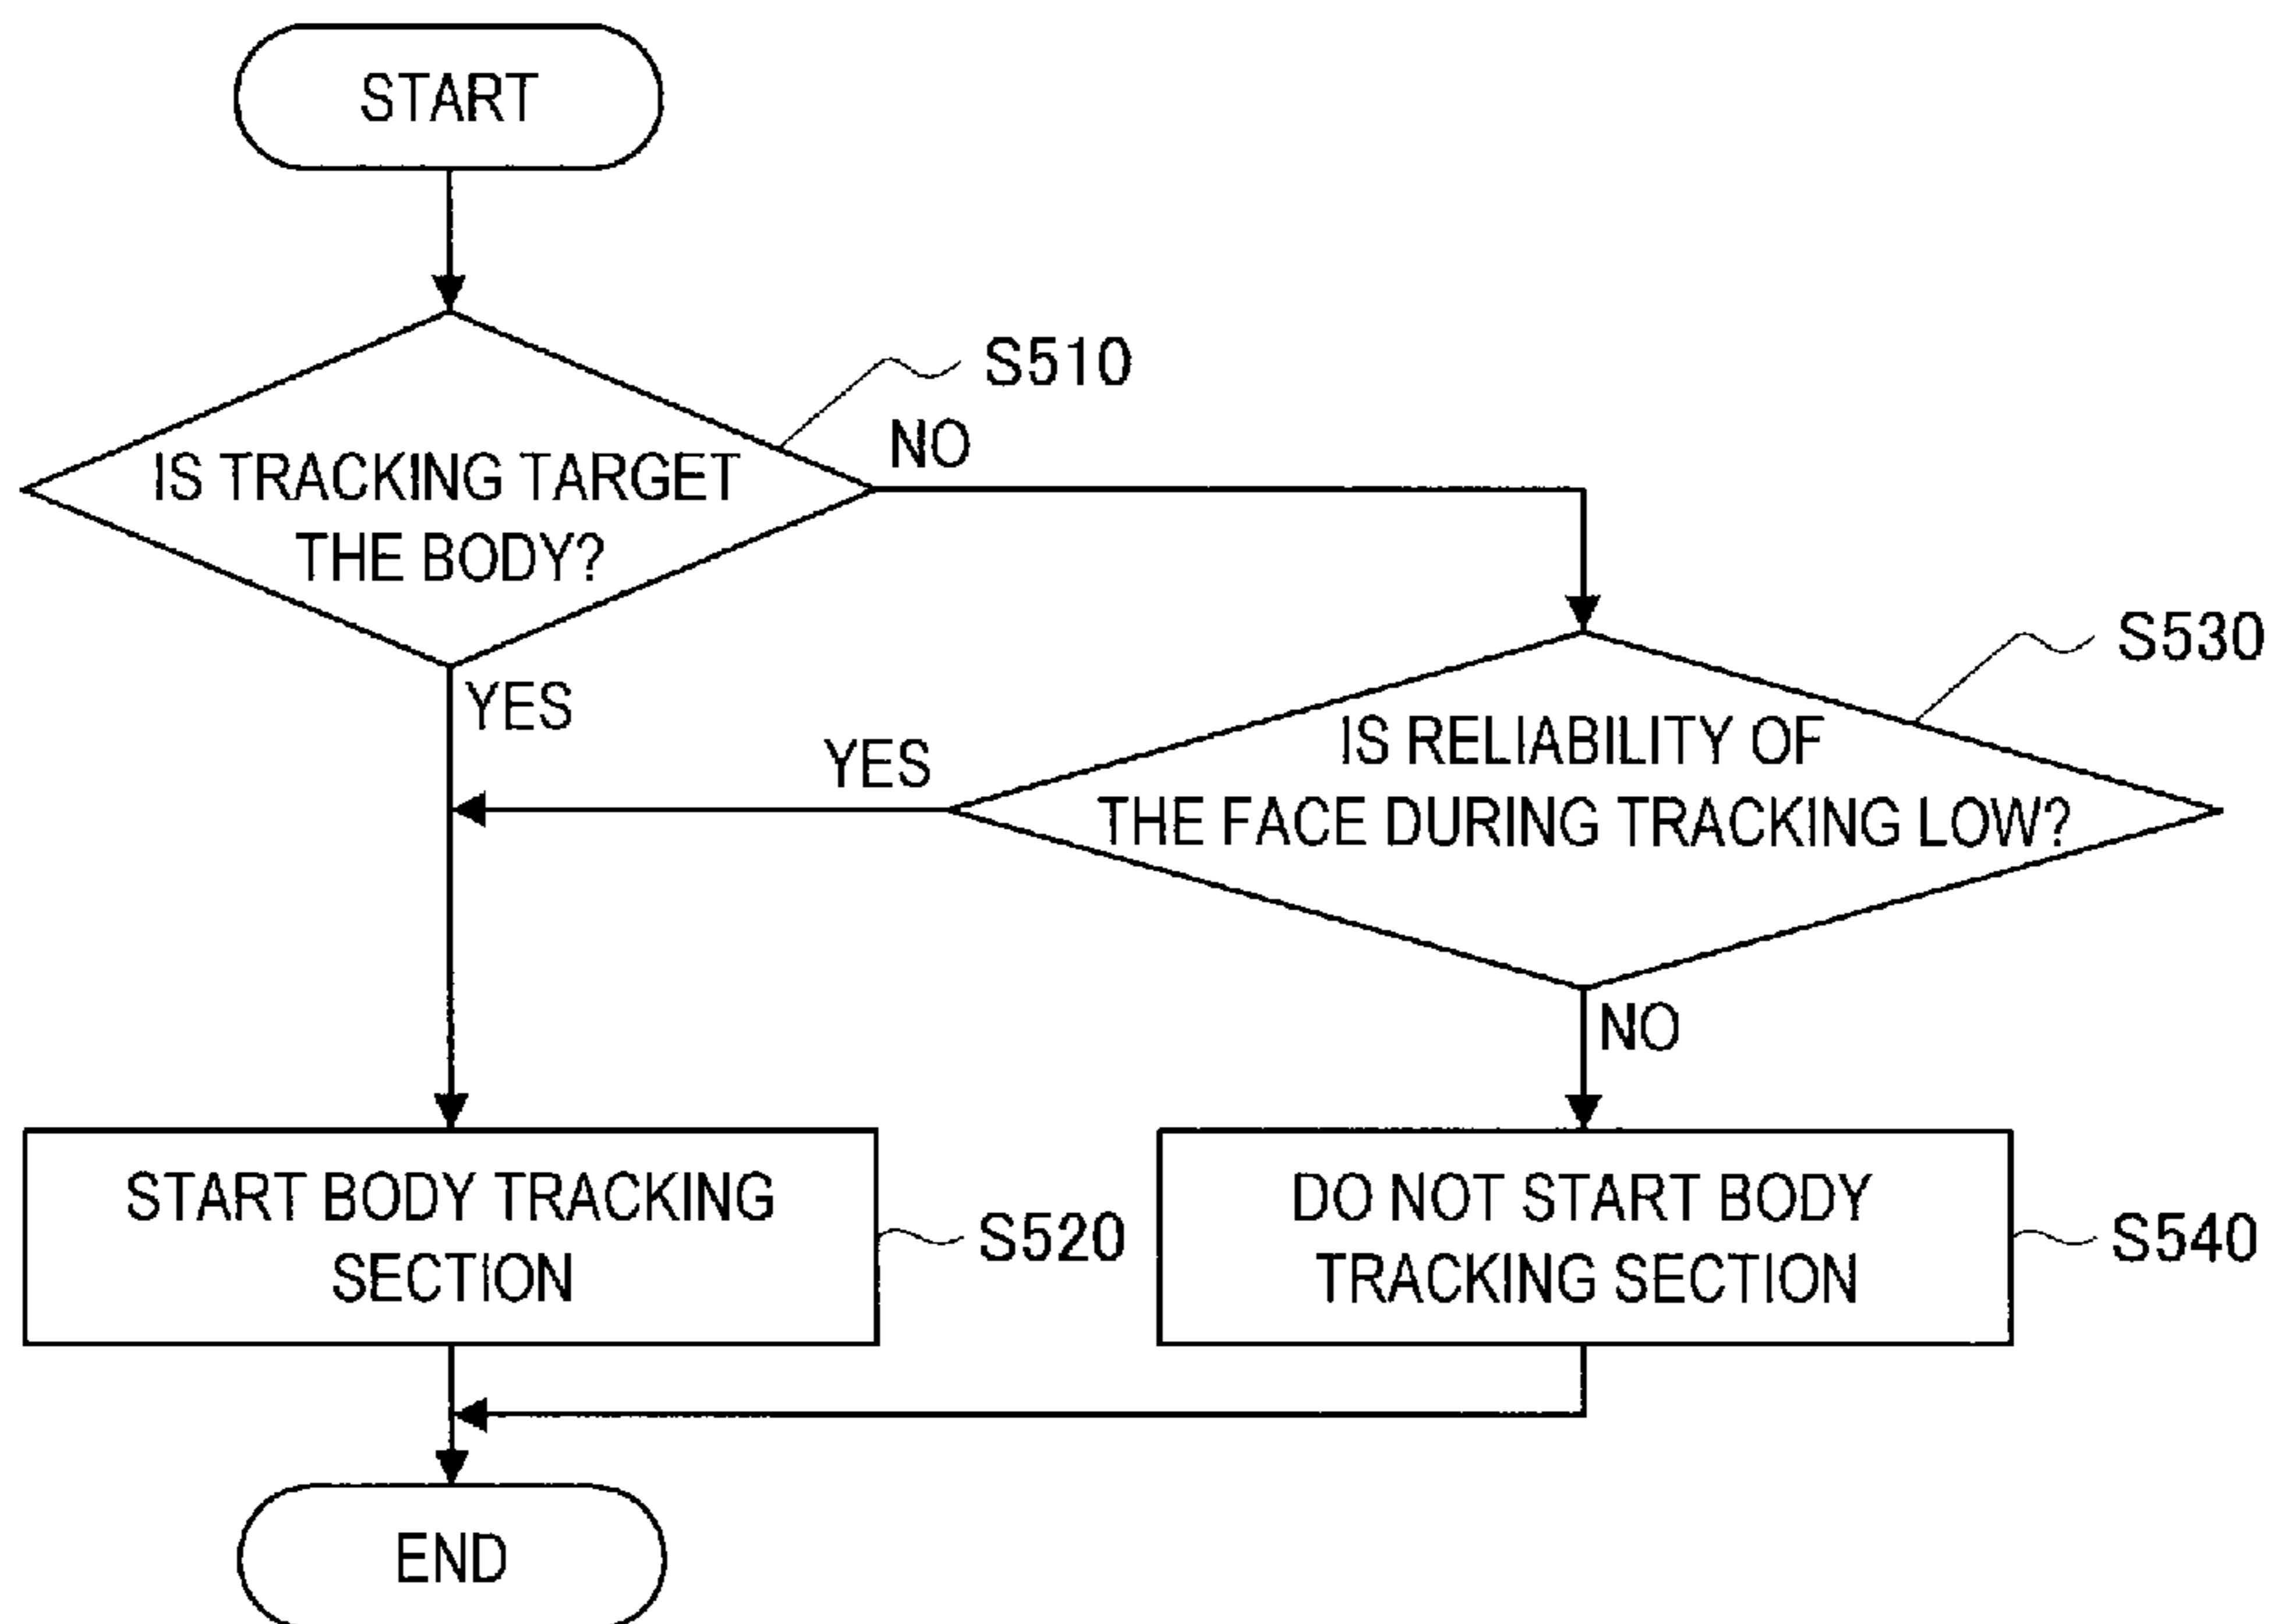 START
S510
NO
IS TRACKING TARGET
THE BODY?
YES
S530
IS RELIABILITY OF
THE FACE DURING TRACKING LOW?
YES
NO
START BODY TRACKING
SECTION
S520
DO NOT START BODY
TRACKING SECTION
S540
END